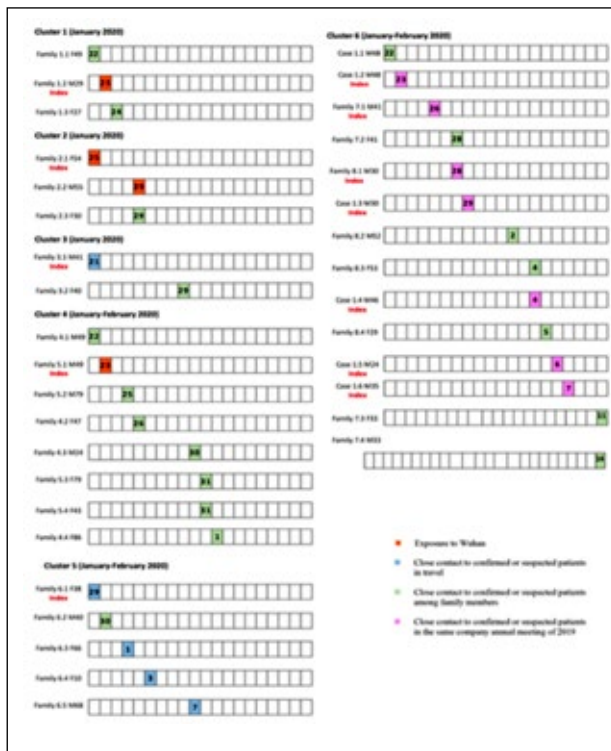 Cluster 1 (January 2020)
Family 1.1 F49 22
Family 1.2 M29 23
Index
Family 1.3 F27 24
Cluster 2 (January 2020)
Family 2.1 F54
Index
Family 2.2 M55
Family 2.3 F30 29
Cluster 3 (January 2020)
Family 3.1 M41 21
Index
Family 3.2 F40 29
Cluster 4 (January-February 2020)
Family 4.1 M49 22
Family 5.1 M49 23
Index
Family 5.2 M79 25
Family 4.2 F47 26
Family 4.3 M24 30
Family 5.3 F79 31
Family 5.4 F43 31
Family 4.4 F86 1
Cluster 5 (January-February 2020)
Family 6.1 F38 29
Index
Family 6.2 M40 30
Family 6.3 F66 1
Family 6.4 F10 3
Family 6.5 M68 7
Cluster 6 (January-February 2020)
Case 1.1 M48 22
Case 1.2 M48 23
Index
Family 7.1 M41 26
Index
Family 7.2 F41 28
Family 8.1 M30 28
Index
Case 1.3 M30 29
Index
Family 8.2 M52 2
Family 8.3 F53 4
Case 1.4 M46 4
Index
Family 8.4 F29 5
Case 1.5 M24 6
Index
Case 1.6 M35 7
Index
Family 7.3 F33
Family 7.4 M33
Exposure to Wuhan
Close contact to confirmed or suspected patients
in travel
Close contact to confirmed or suspected patients
among family members
Close contact to confirmed or suspected patients
in the same company annual meeting of 2019